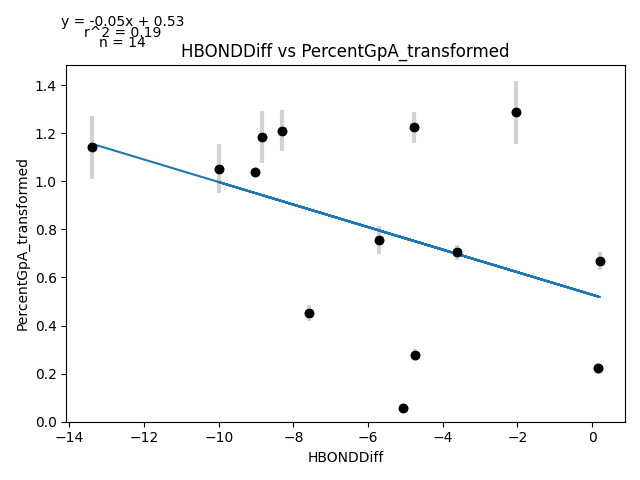 y = -0.05x + 0.53
r^2 = 0.19
n = 14
HBONDDiff vs PercentGpA_transformed
1.4
1.2
1.0
0.8
0.6
0.4
0.2
0.0
PercentGpA_transformed
−14
−12
−10
−8
−6
−4
−2
0
HBONDDiff